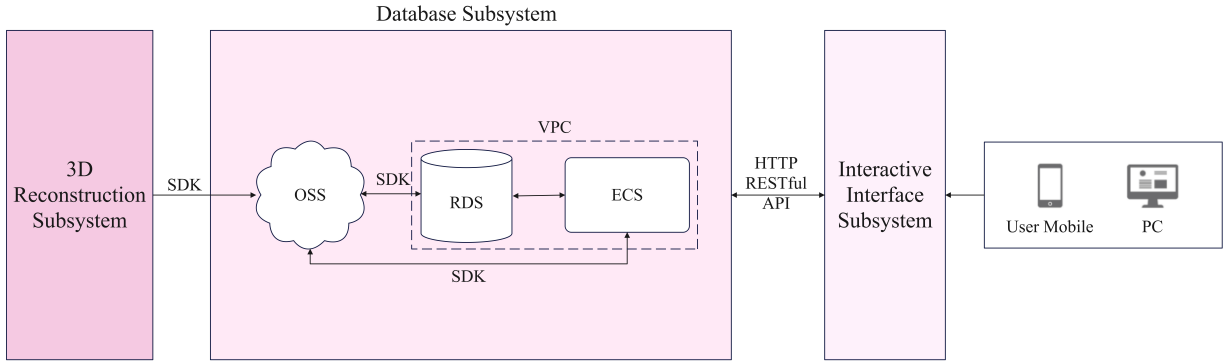 Database Subsystem
3D
Reconstruction
Subsystem
SDK
OSS
SDK
VPC
RDS
ECS
SDK
HTTP
RESTful
API
Interactive
Interface
Subsystem
User Mobile
PC